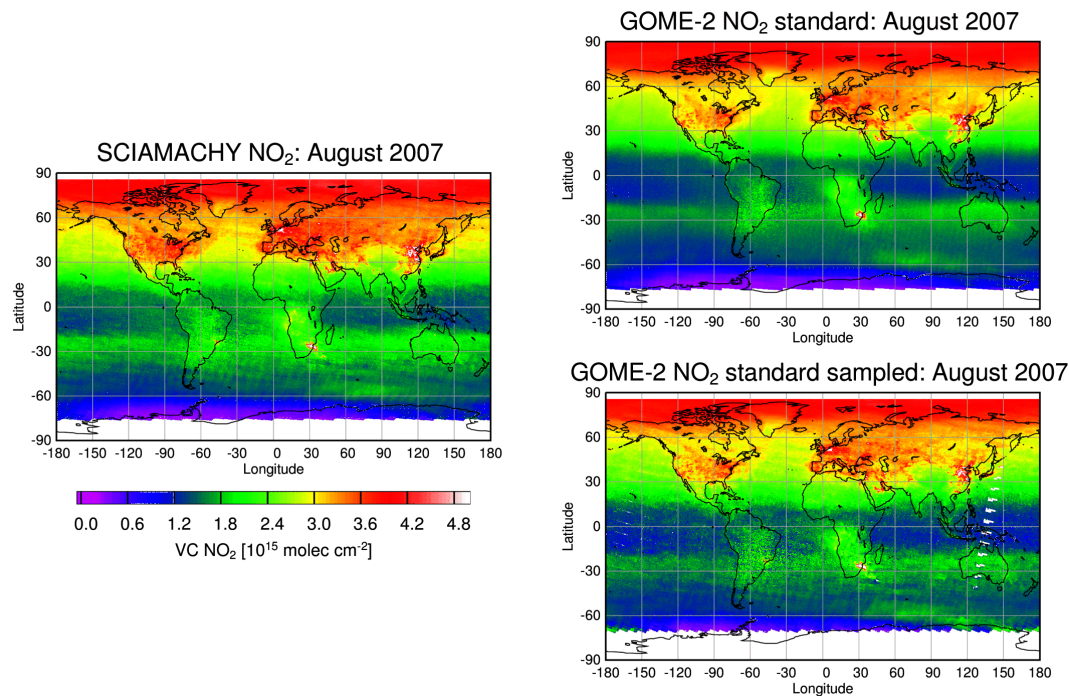 SCIAMACHY NO2: August 2007
90
60
30
0
-30
-60
-90
Latitude
-180 -150 -120 -90 -60 -30 0 30 60 90 120 150 180
Longitude
0.0 0.6 1.2 1.8 2.4 3.0 3.6 4.2 4.8
VC NO2 [10^15 molec cm^-2]
GOME-2 NO2 standard: August 2007
90
60
30
0
-30
-60
-90
Latitude
-180 -150 -120 -90 -60 -30 0 30 60 90 120 150 180
Longitude
GOME-2 NO2 standard sampled: August 2007
90
60
30
0
-30
-60
-90
Latitude
-180 -150 -120 -90 -60 -30 0 30 60 90 120 150 180
Longitude